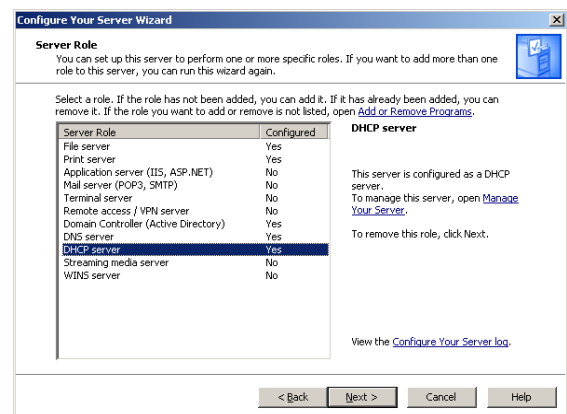 Configure Your Server Wizard
Server Role
You can set up this server to perform one or more specific roles. If you want to add more than one
role to this server, you can run this wizard again.
Select a role. If the role has not been added, you can add it. If it has already been added, you can
remove it. If the role you want to add or remove is not listed, open Add or Remove Programs.
Server Role Configured
File server Yes
Print server Yes
Application server (IIS, ASP.NET) No
Mail server (POP3, SMTP) No
Terminal server No
Remote access / VPN server No
Domain Controller (Active Directory) Yes
DNS server Yes
DHCP server Yes
Streaming media server No
WINS server No
DHCP server
This server is configured as a DHCP
server.
To manage this server, open Manage
Your Server.
To remove this role, click Next.
View the Configure Your Server log.
< Back
Next >
Cancel
Help